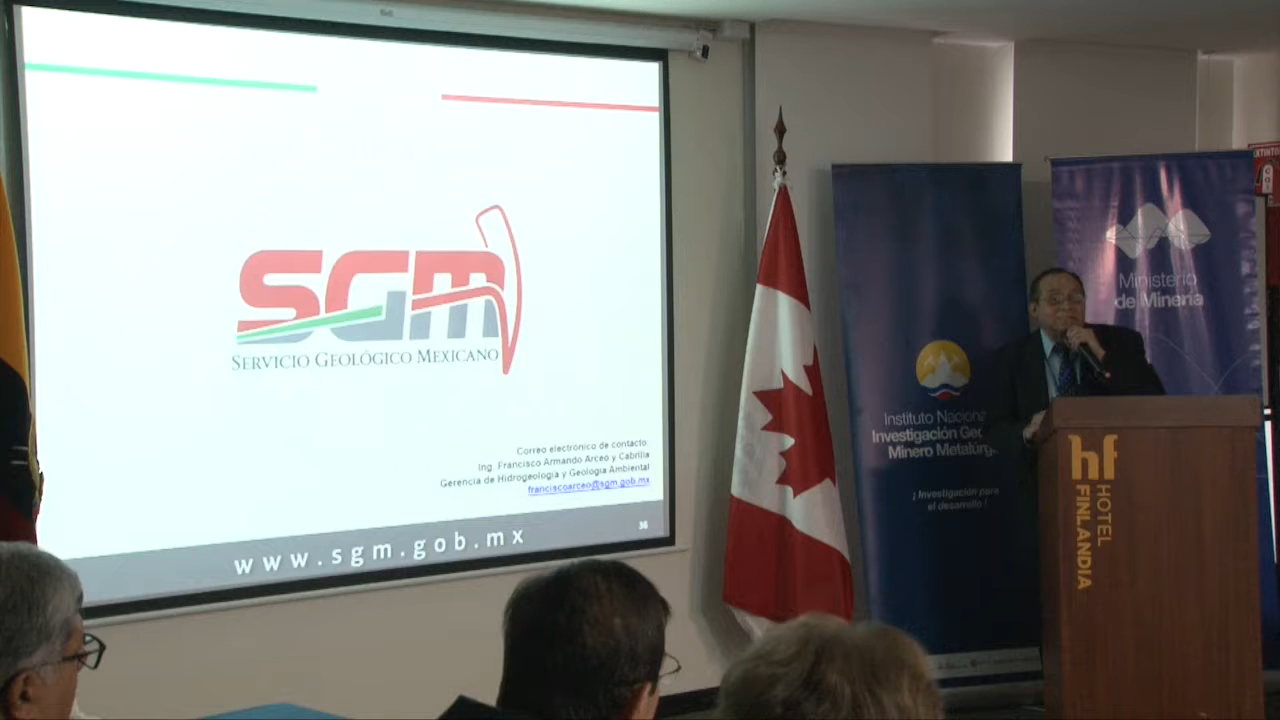 SGM
SERVICIO GEOLÓGICO MEXICANO
Correo electrónico de contacto:
Ing. Francisco Armando Arceo y Cabrilla
Gerencia de Hidrogeología y Geología Ambiental
franciscoarceo@sgm.gob.mx
36
www.sgm.gob.mx
Instituto Naciona
Investigación Geo
Minero Metalúrg
¡ Investigación para
el desarrollo !
Ministerio
de Minería
hf
HOTEL
FINLANDIA
EXTINTO